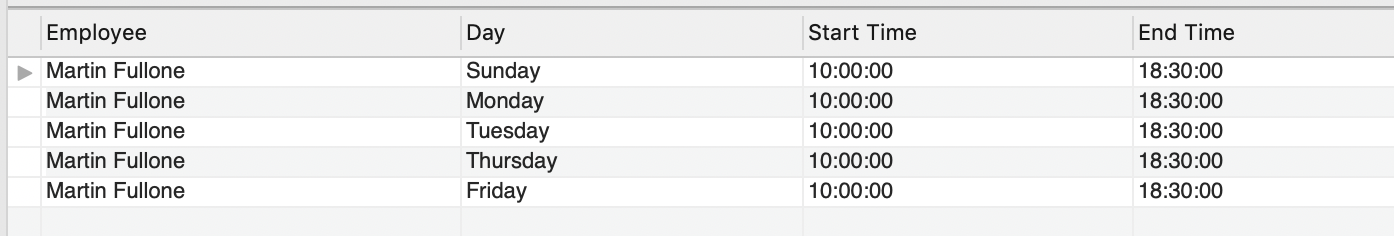 Employee Day Start Time End Time
Martin Fullone Sunday 10:00:00 18:30:00
Martin Fullone Monday 10:00:00 18:30:00
Martin Fullone Tuesday 10:00:00 18:30:00
Martin Fullone Thursday 10:00:00 18:30:00
Martin Fullone Friday 10:00:00 18:30:00